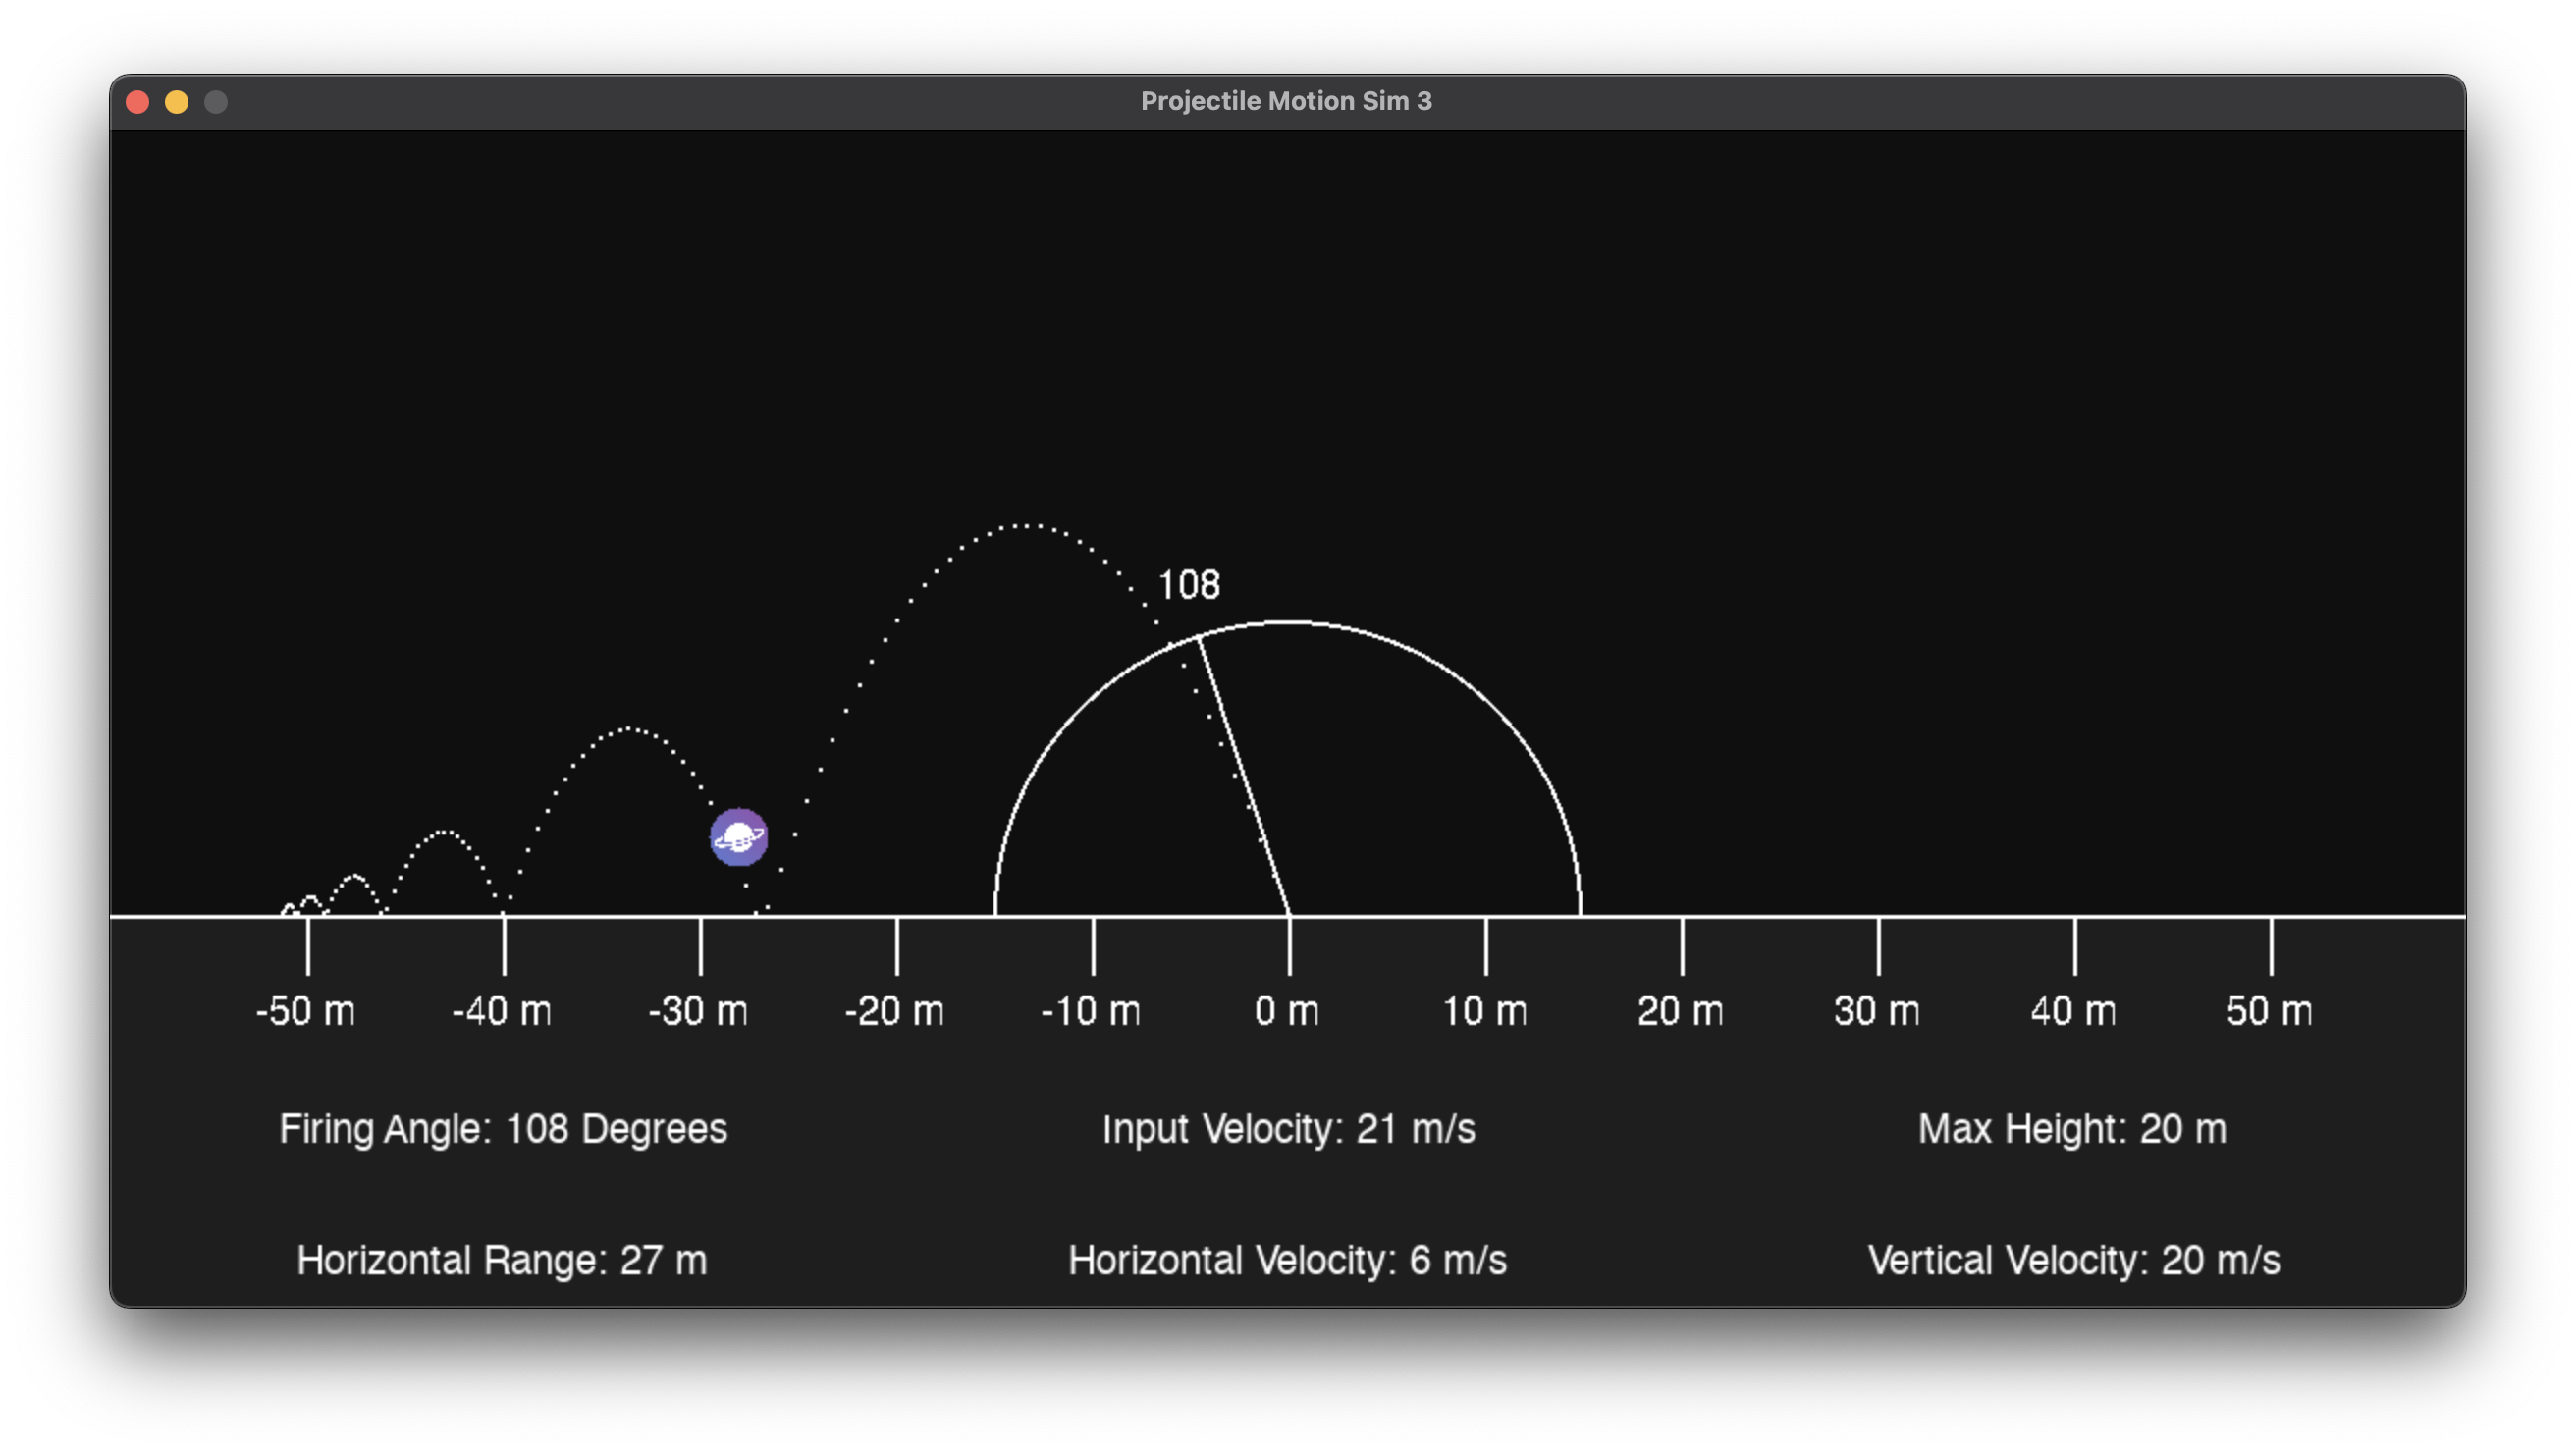 Projectile Motion Sim 3
108
-50 m -40 m -30 m -20 m -10 m 0 m 10 m 20 m 30 m 40 m 50 m
Firing Angle: 108 Degrees Input Velocity: 21 m/s Max Height: 20 m
Horizontal Range: 27 m Horizontal Velocity: 6 m/s Vertical Velocity: 20 m/s